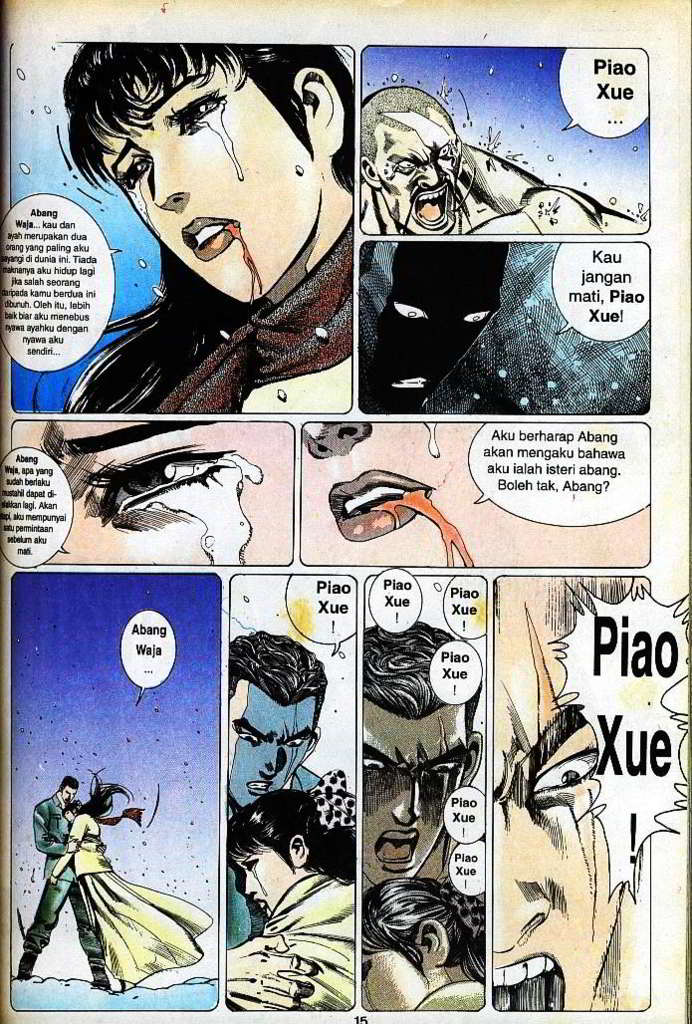 Abang
Waja... kau dan
ayah merupakan dua
orang yang paling aku
sayangi di dunia ini. Tiada
maknanya aku hidup lagi
jika salah seorang
daripada kamu berdua ini
dibunuh. Oleh itu, lebih
baik biar aku menebus
nyawa ayahku dengan
nyawa aku
sendiri...
Piao
Xue
...
Kau
jangan
mati, Piao
Xue!
Abang
Waja, apa yang
sudah berlaku
mustahil dapat di-
elakkan lagi. Akan
tetapi, aku mempunyai
satu permintaan
sebelum aku
mati.
Aku berharap Abang
akan mengaku bahawa
aku ialah isteri abang.
Boleh tak, Abang?
Abang
Waja
...
Piao
Xue
!
Piao
Xue
!
Piao
Xue
!
Piao
Xue
!
Piao
Xue
!
Piao
Xue
!
Piao
Xue
!
15